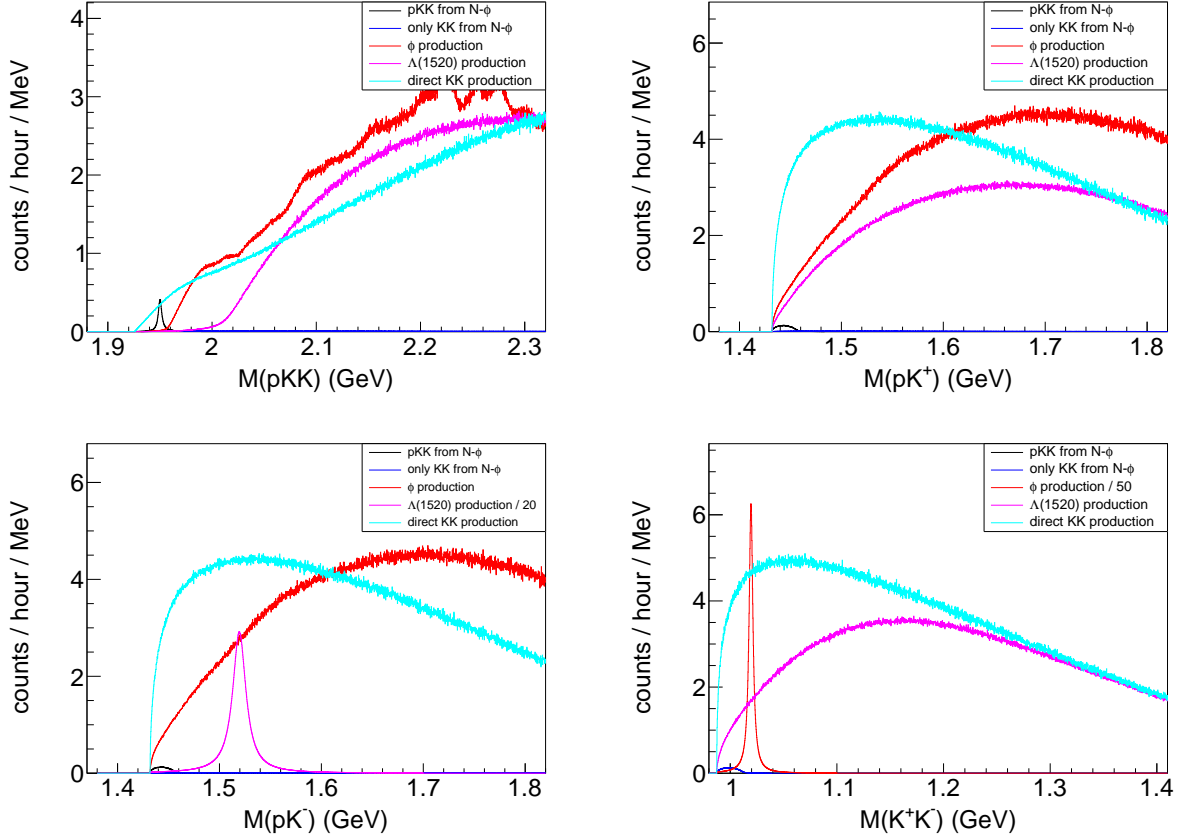 pKK from N-ϕ
only KK from N-ϕ
ϕ production
Λ(1520) production
direct KK production
counts / hour / MeV
4
3
2
1
0
1.9 2 2.1 2.2 2.3
M(pKK) (GeV)
pKK from N-ϕ
only KK from N-ϕ
ϕ production
Λ(1520) production
direct KK production
counts / hour / MeV
6
4
2
0
1.4 1.5 1.6 1.7 1.8
M(pK⁺) (GeV)
pKK from N-ϕ
only KK from N-ϕ
ϕ production
Λ(1520) production / 20
direct KK production
counts / hour / MeV
6
4
2
0
1.4 1.5 1.6 1.7 1.8
M(pK⁻) (GeV)
pKK from N-ϕ
only KK from N-ϕ
ϕ production / 50
Λ(1520) production
direct KK production
counts / hour / MeV
6
4
2
0
1 1.1 1.2 1.3 1.4
M(K⁺K⁻) (GeV)